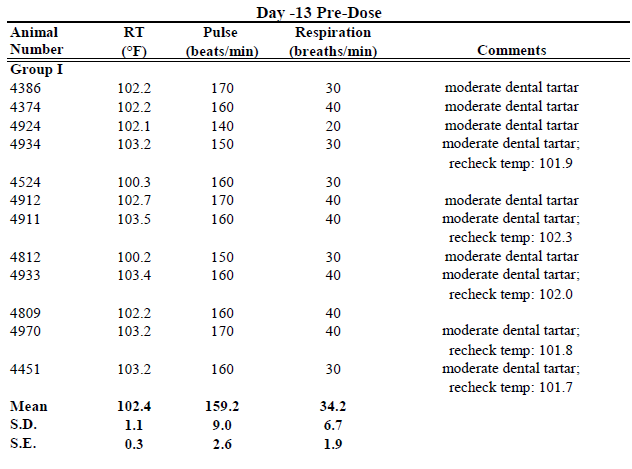 Day -13 Pre-Dose
Animal RT Pulse Respiration
Number (°F) (beats/min) (breaths/min) Comments
Group I
4386 102.2 170 30 moderate dental tartar
4374 102.2 160 40 moderate dental tartar
4924 102.1 140 20 moderate dental tartar
4934 103.2 150 30 moderate dental tartar;
recheck temp: 101.9
4524 100.3 160 30
4912 102.7 170 40 moderate dental tartar
4911 103.5 160 40 moderate dental tartar;
recheck temp: 102.3
4812 100.2 150 30 moderate dental tartar
4933 103.4 160 40 moderate dental tartar;
recheck temp: 102.0
4809 102.2 160 40
4970 103.2 170 40 moderate dental tartar;
recheck temp: 101.8
4451 103.2 160 30 moderate dental tartar;
recheck temp: 101.7
Mean 102.4 159.2 34.2
S.D. 1.1 9.0 6.7
S.E. 0.3 2.6 1.9